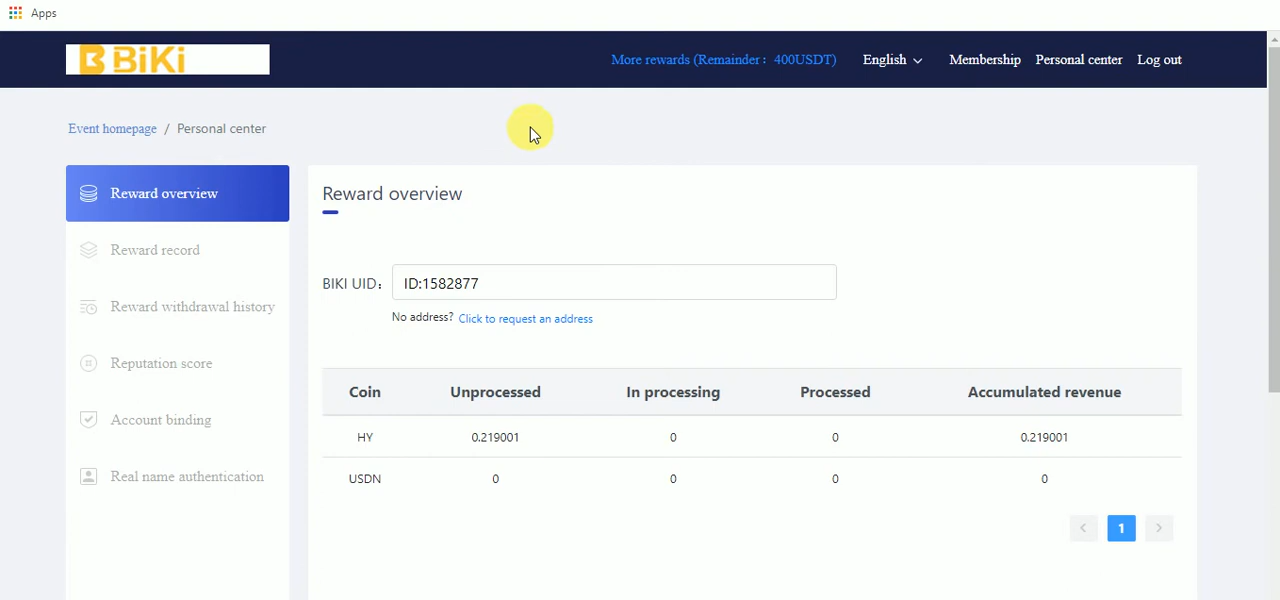 Apps
BiKi
More rewards (Remainder： 400USDT) English Membership Personal center Log out
Event homepage / Personal center
Reward overview
Reward record
Reward withdrawal history
Reputation score
Account binding
Real name authentication
Reward overview
BIKI UID： ID:1582877
No address? Click to request an address
Coin Unprocessed In processing Processed Accumulated revenue
HY 0.219001 0 0 0.219001
USDN 0 0 0 0
1